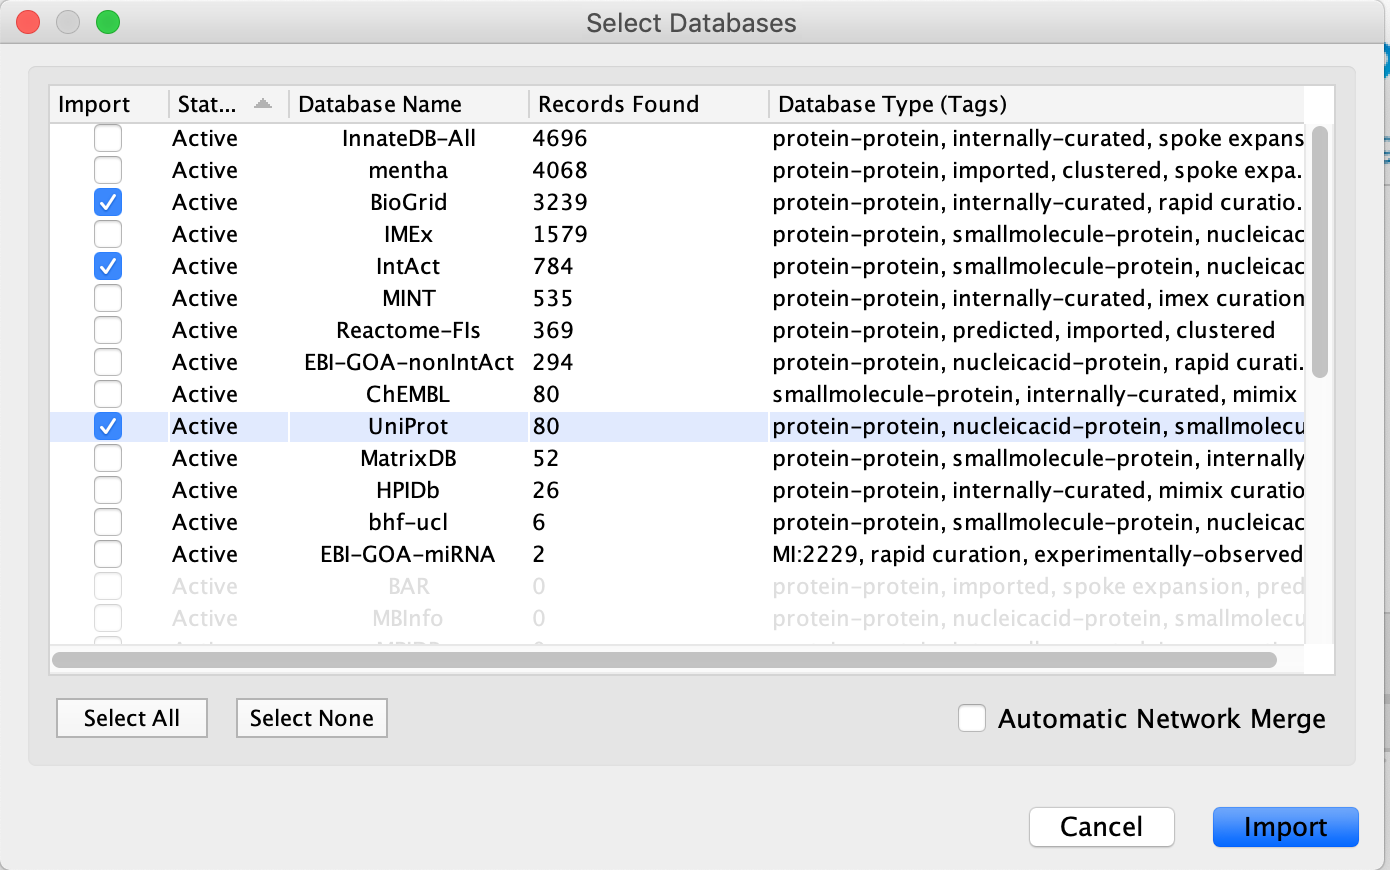 Select Databases
Import Stat... Database Name Records Found Database Type (Tags)
Active InnateDB-All 4696 protein-protein, internally-curated, spoke expans
Active mentha 4068 protein-protein, imported, clustered, spoke expa.
Active BioGrid 3239 protein-protein, internally-curated, rapid curatio.
Active IMEx 1579 protein-protein, smallmolecule-protein, nucleicac
Active IntAct 784 protein-protein, smallmolecule-protein, nucleicac
Active MINT 535 protein-protein, internally-curated, imex curation
Active Reactome-FIs 369 protein-protein, predicted, imported, clustered
Active EBI-GOA-nonIntAct 294 protein-protein, nucleicacid-protein, rapid curati.
Active ChEMBL 80 smallmolecule-protein, internally-curated, mimix
Active UniProt 80 protein-protein, nucleicacid-protein, smallmolecu
Active MatrixDB 52 protein-protein, smallmolecule-protein, internally
Active HPIDb 26 protein-protein, internally-curated, mimix curatio
Active bhf-ucl 6 protein-protein, smallmolecule-protein, nucleicac
Active EBI-GOA-miRNA 2 MI:2229, rapid curation, experimentally-observed
Active BAR 0 protein-protein, imported, spoke expansion, pred
Active MBInfo 0 protein-protein, nucleicacid-protein, smallmolecu
Select All Select None Automatic Network Merge
Cancel Import